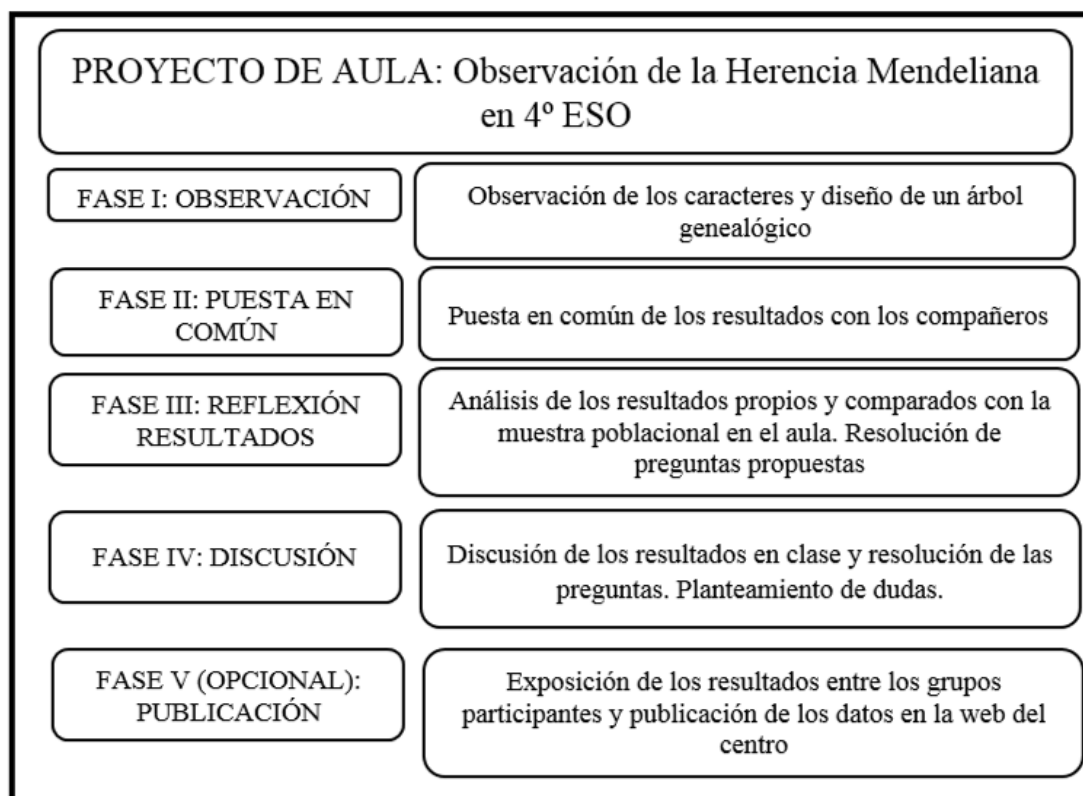 PROYECTO DE AULA: Observación de la Herencia Mendeliana
en 4º ESO
FASE I: OBSERVACIÓN
Observación de los caracteres y diseño de un árbol
genealógico
FASE II: PUESTA EN
COMÚN
Puesta en común de los resultados con los compañeros
FASE III: REFLEXIÓN
RESULTADOS
Análisis de los resultados propios y comparados con la
muestra poblacional en el aula. Resolución de
preguntas propuestas
FASE IV: DISCUSIÓN
Discusión de los resultados en clase y resolución de las
preguntas. Planteamiento de dudas.
FASE V (OPCIONAL):
PUBLICACIÓN
Exposición de los resultados entre los grupos
participantes y publicación de los datos en la web del
centro